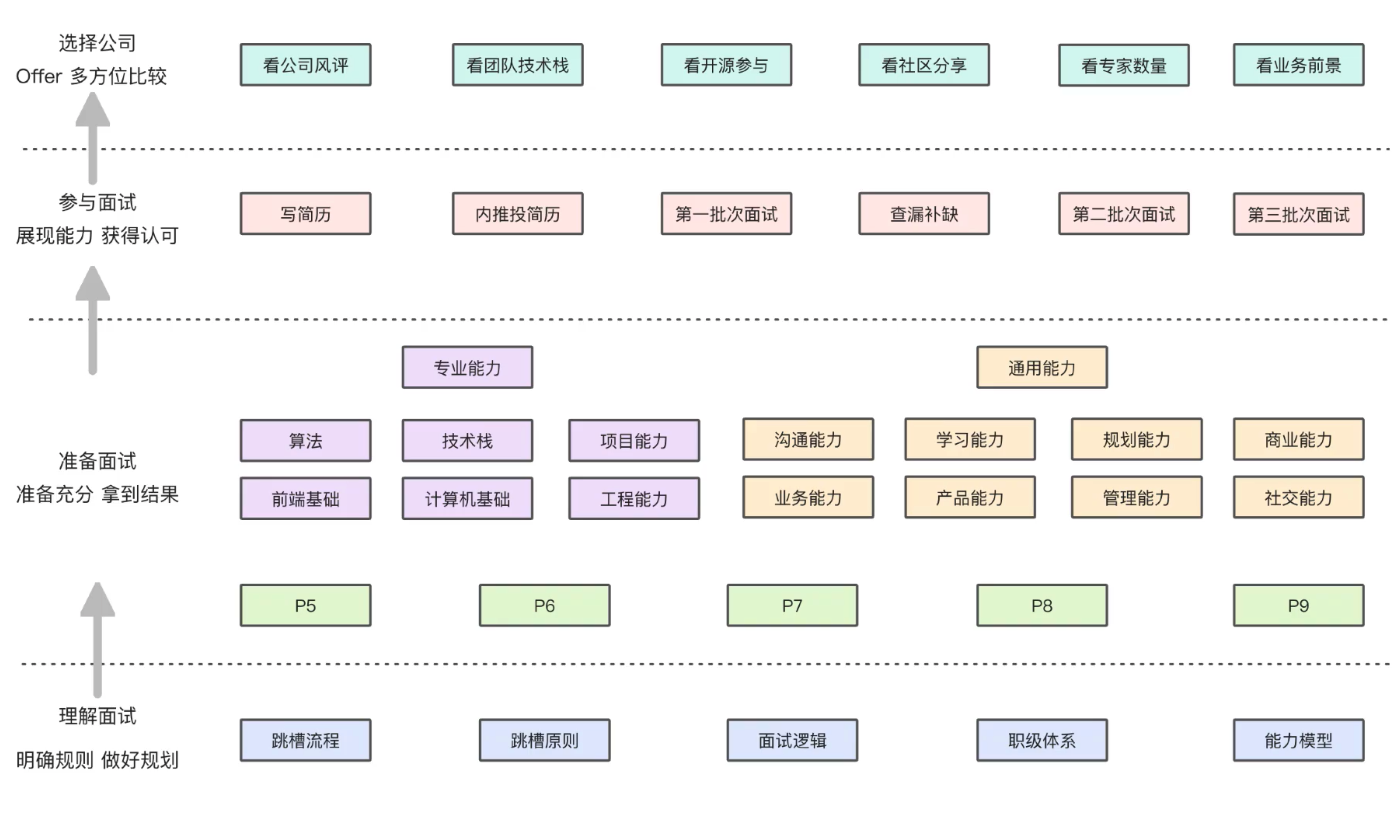 选择公司
Offer 多方位比较
看公司风评
看团队技术栈
看开源参与
看社区分享
看专家数量
看业务前景
参与面试
展现能力 获得认可
写简历
内推投简历
第一批次面试
查漏补缺
第二批次面试
第三批次面试
专业能力
通用能力
准备面试
准备充分 拿到结果
算法
技术栈
项目能力
沟通能力
学习能力
规划能力
商业能力
前端基础
计算机基础
工程能力
业务能力
产品能力
管理能力
社交能力
P5
P6
P7
P8
P9
理解面试
明确规则 做好规划
跳槽流程
跳槽原则
面试逻辑
职级体系
能力模型